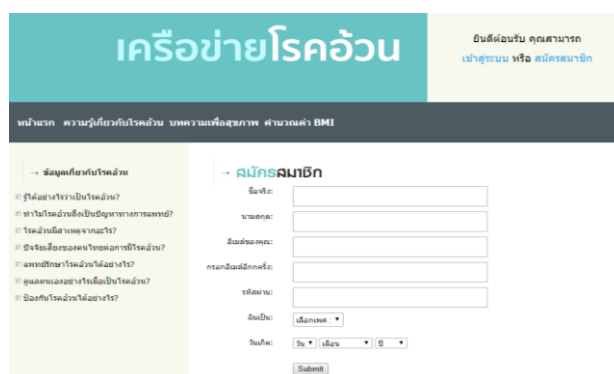 เครือข่ายโรคอ้วน
ยินดีต้อนรับ คุณสามารถ
เข้าสู่ระบบ หรือ สมัครสมาชิก
หน้าแรก ความรู้เกี่ยวกับโรคอ้วน บทความเพื่อสุขภาพ คำนวณค่า BMI
→ ข้อมูลเกี่ยวกับโรคอ้วน
รู้ได้อย่างไรว่าเป็นโรคอ้วน?
ทำไมโรคอ้วนถึงเป็นปัญหาทางการแพทย์?
โรคอ้วนมีสาเหตุจากอะไร?
ปัจจัยเสี่ยงของคนไทยต่อการมีโรคอ้วน?
แพทย์รักษาโรคอ้วนได้อย่างไร?
ดูแลตนเองอย่างไรเมื่อเป็นโรคอ้วน?
ป้องกันโรคอ้วนได้อย่างไร?
→ สมัครสมาชิก
ชื่อจริง:
นามสกุล:
อีเมล์ของคุณ:
กรอกอีเมล์อีกครั้ง:
รหัสผ่าน:
ฉันเป็น: เลือกเพศ :
วันเกิด: วัน เดือน ปี
Submit